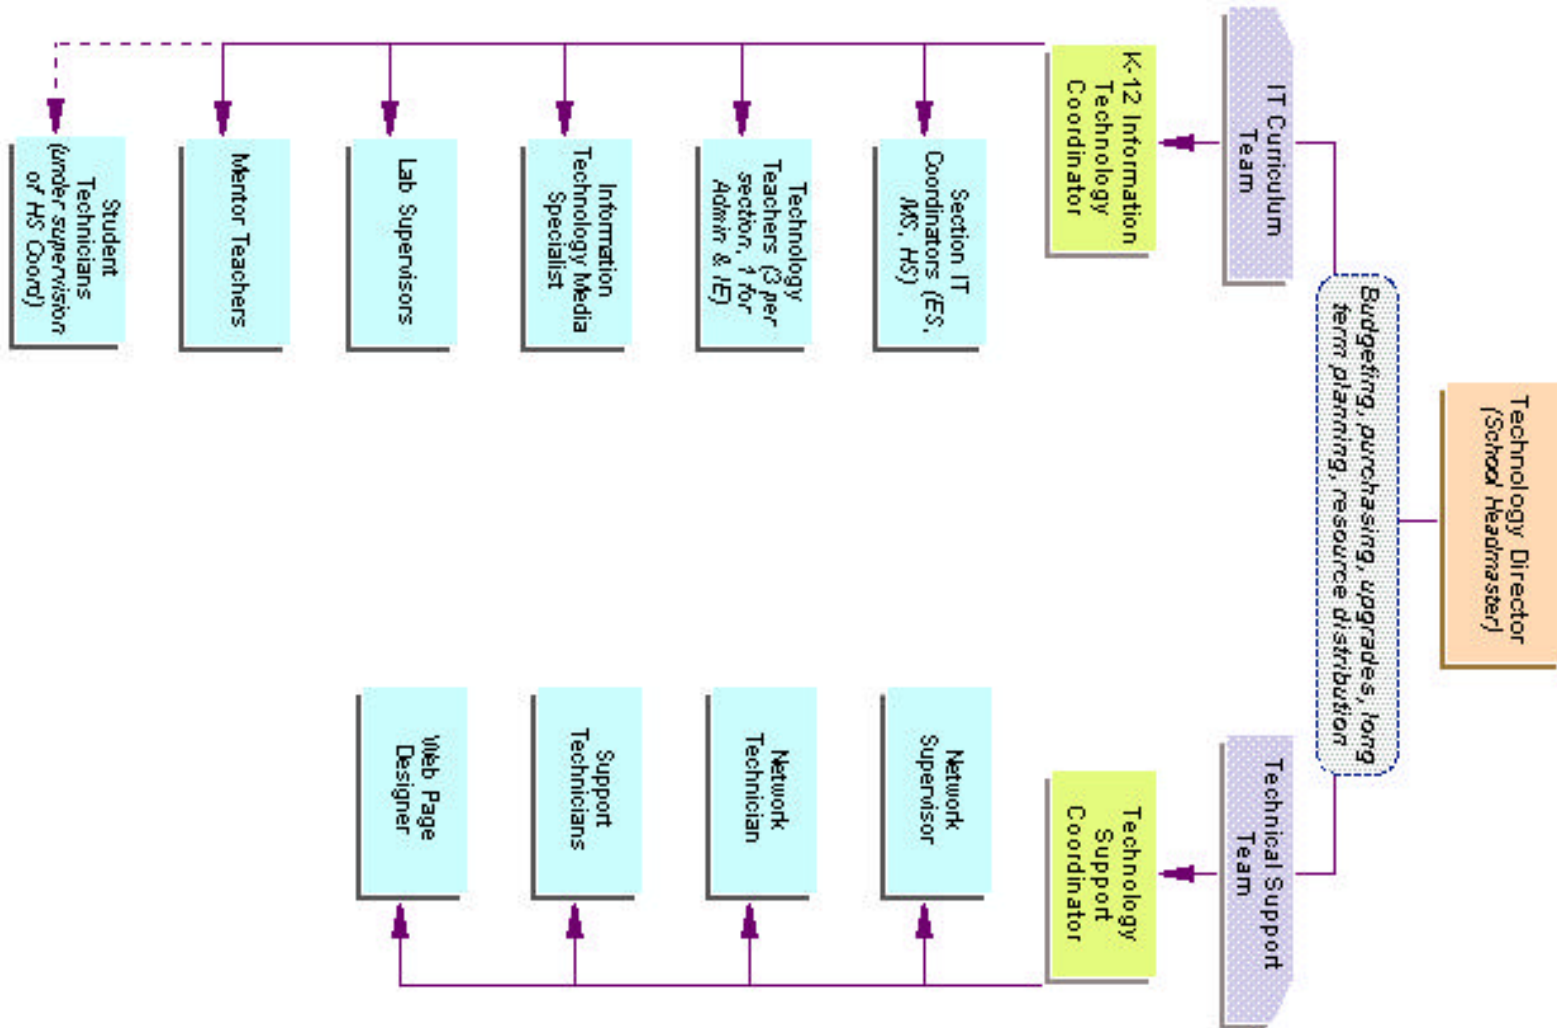 Technology Director
(School Headmaster)
Budgeting, purchasing, upgrades, long
term planning, resource distribution
IT Curriculum
Team
Technical Support
Team
K-12 Information
Technology
Coordinator
Technology
Support
Coordinator
Section IT
Coordinators (ES,
MS, HS)
Technology
Teachers (3 per
section, 1 for
Admin & IE)
Information
Technology Media
Specialist
Lab Supervisors
Mentor Teachers
Student
Technicians
(under supervision
of HS Coord)
Network
Supervisor
Network
Technician
Support
Technicians
Web Page
Designer